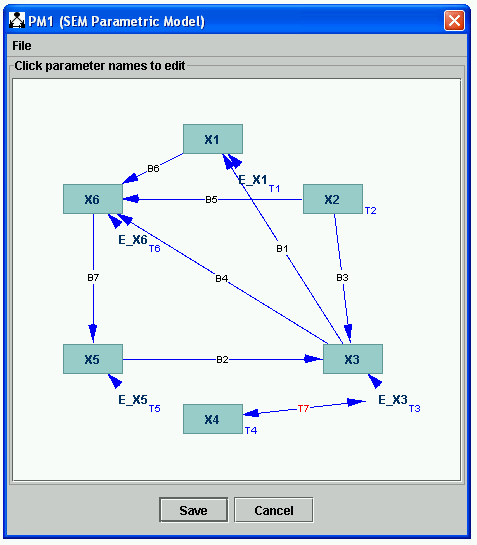 PM1 (SEM Parametric Model)
File
Click parameter names to edit
X1
B6
E_X1
T1
X6
B5
X2
T2
E_X6
T6
B1
B7
B4
B3
X5
B2
X3
E_X5
T5
X4
T4
T7
E_X3
T3
Save
Cancel